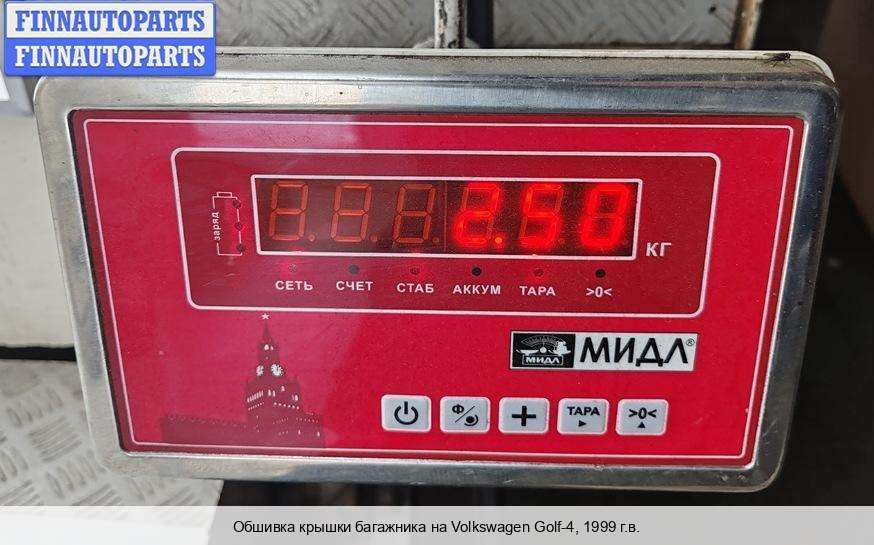 FINNAUTOPARTS
FINNAUTOPARTS
заряд
2.50
КГ
СЕТЬ СЧЕТ СТАБ АККУМ ТАРА >0<
МИДЛ МИДЛ®
Ф + ТАРА >0<
Обшивка крышки багажника на Volkswagen Golf-4, 1999 г.в.